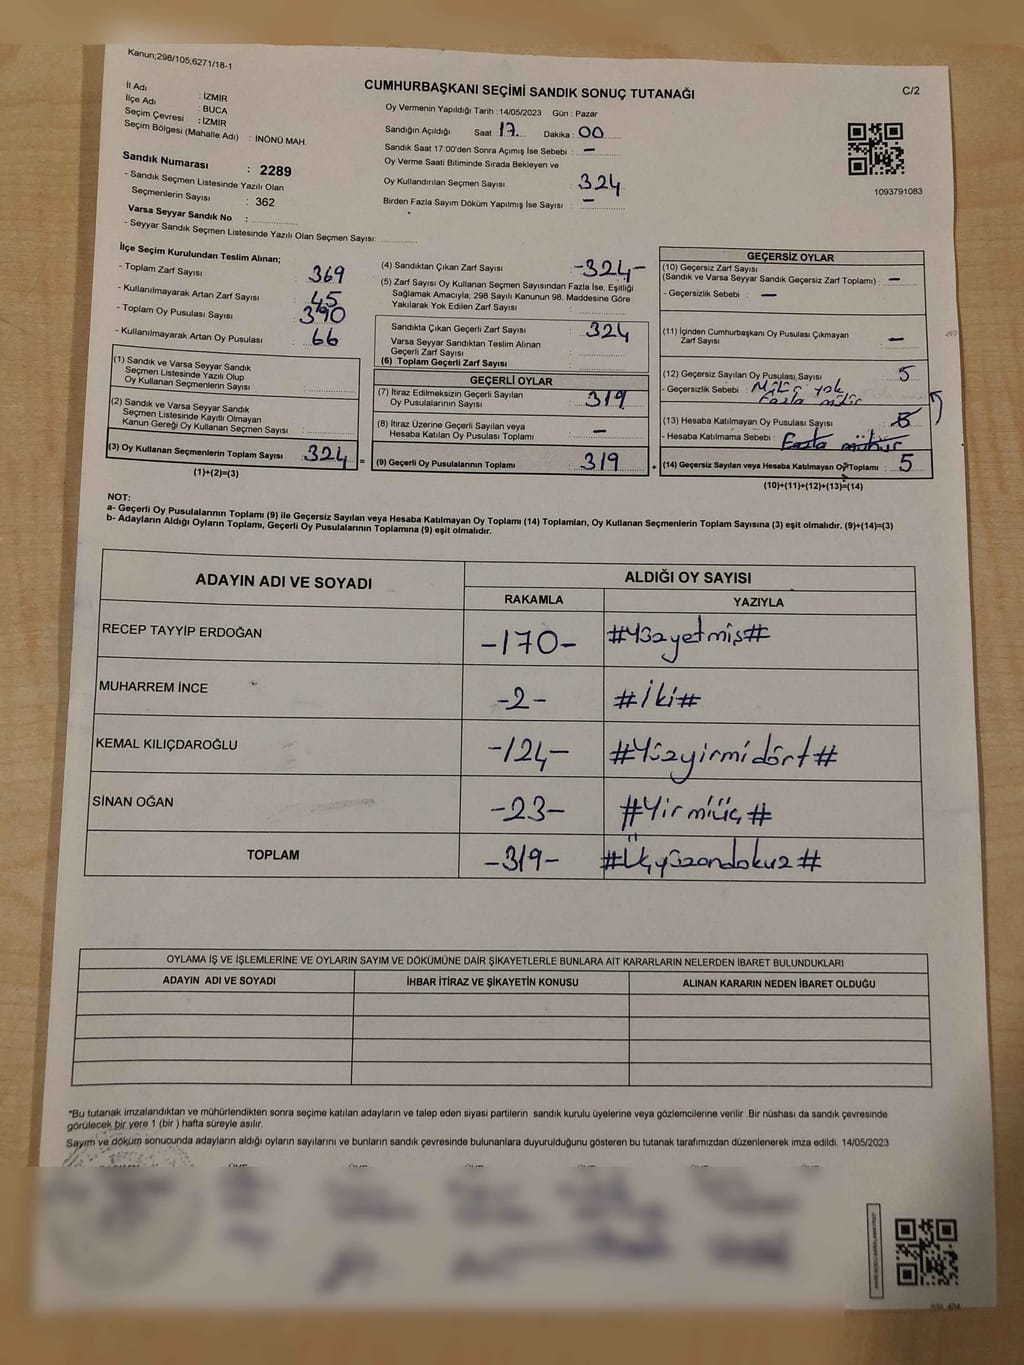 Kanun;298/105,6271/18-1
C/2
CUMHURBAŞKANI SEÇİMİ SANDIK SONUÇ TUTANAĞI
İl Adı : İZMİR
İlçe Adı : BUCA
Seçim Çevresi : İZMİR
Seçim Bölgesi (Mahalle Adı) : İNÖNÜ MAH.
Sandık Numarası : 2289
- Sandık Seçmen Listesinde Yazılı Olan
Seçmenlerin Sayısı : 362
Varsa Seyyar Sandık No :
- Seyyar Sandık Seçmen Listesinde Yazılı Olan Seçmen Sayısı:
Oy Vermenin Yapıldığı Tarih : 14/05/2023 Gün : Pazar
Sandığın Açıldığı Saat 17. Dakika : 00
Sandık Saat 17:00'den Sonra Açımış İse Sebebi : -
Oy Verme Saati Bitiminde Sırada Bekleyen ve
Oy Kullandırılan Seçmen Sayısı : 324
Birden Fazla Sayım Döküm Yapılmış İse Sayısı : -
1093791083
İlçe Seçim Kurulundan Teslim Alınan;
- Toplam Zarf Sayısı : 369
- Kullanılmayarak Artan Zarf Sayısı : 45
- Toplam Oy Pusulası Sayısı : 390
- Kullanılmayarak Artan Oy Pusulası : 66
(1) Sandık ve Varsa Seyyar Sandık
Seçmen Listesinde Yazılı Olup
Oy Kullanan Seçmenlerin Sayısı :
(2) Sandık ve Varsa Seyyar Sandık
Seçmen Listesinde Kayıtlı Olmayan
Kanun Gereği Oy Kullanan Seçmen Sayısı :
(3) Oy Kullanan Seçmenlerin Toplam Sayısı : 324 =
(1)+(2)=(3)
(4) Sandıktan Çıkan Zarf Sayısı : -324-
(5) Zarf Sayısı Oy Kullanan Seçmen Sayısından Fazla İse, Eşitliği
Sağlamak Amacıyla; 298 Sayılı Kanunun 98. Maddesine Göre
Yakılarak Yok Edilen Zarf Sayısı :
Sandıkta Çıkan Geçerli Zarf Sayısı : 324
Varsa Seyyar Sandıktan Teslim Alınan
Geçerli Zarf Sayısı :
(6) Toplam Geçerli Zarf Sayısı :
GEÇERLİ OYLAR
(7) İtiraz Edilmeksizin Geçerli Sayılan
Oy Pusulalarının Sayısı : 319
(8) İtiraz Üzerine Geçerli Sayılan veya
Hesaba Katılan Oy Pusulası Toplamı : -
(9) Geçerli Oy Pusulalarının Toplamı : 319 +
GEÇERSİZ OYLAR
(10) Geçersiz Zarf Sayısı
(Sandık ve Varsa Seyyar Sandık Geçersiz Zarf Toplamı) : -
- Geçersizlik Sebebi : -
(11) İçinden Cumhurbaşkanı Oy Pusulası Çıkmayan
Zarf Sayısı : -
(12) Geçersiz Sayılan Oy Pusulası Sayısı : 5
- Geçersizlik Sebebi : Mühür yok
Fazla mühür
(13) Hesaba Katılmayan Oy Pusulası Sayısı : 5
- Hesaba Katılmama Sebebi : Fazla mühür
(14) Geçersiz Sayılan veya Hesaba Katılmayan Oy Toplamı : 5
(10)+(11)+(12)+(13)=(14)
NOT:
a- Geçerli Oy Pusulalarının Toplamı (9) ile Geçersiz Sayılan veya Hesaba Katılmayan Oy Toplamı (14) Toplamları, Oy Kullanan Seçmenlerin Toplam Sayısına (3) eşit olmalıdır. (9)+(14)=(3)
b- Adayların Aldığı Oyların Toplamı, Geçerli Oy Pusulalarının Toplamına (9) eşit olmalıdır.
ADAYIN ADI VE SOYADI
ALDIĞI OY SAYISI
RAKAMLA YAZIYLA
RECEP TAYYİP ERDOĞAN -170- #Yüzyetmiş#
MUHARREM İNCE -2- #İki#
KEMAL KILIÇDAROĞLU -124- #Yüzyirmidört#
SİNAN OĞAN -23- #Yirmiüç#
TOPLAM -319- #Üçyüzondokuz#
OYLAMA İŞ VE İŞLEMLERİNE VE OYLARIN SAYIM VE DÖKÜMÜNE DAİR ŞİKAYETLERLE BUNLARA AİT KARARLARIN NELERDEN İBARET BULUNDUKLARI
ADAYIN ADI VE SOYADI İHBAR İTİRAZ VE ŞİKAYETİN KONUSU ALINAN KARARIN NEDEN İBARET OLDUĞU
*Bu tutanak imzalandıktan ve mühürlendikten sonra seçime katılan adayların ve talep eden siyasi partilerin sandık kurulu üyelerine veya gözlemcilerine verilir .Bir nüshası da sandık çevresinde
görülecek bir yere 1 (bir ) hafta süreyle asılır.
Sayım ve döküm sonucunda adayların aldığı oyların sayılarını ve bunların sandık çevresinde bulunanlara duyurulduğunu gösteren bu tutanak tarafımızdan düzenlenerek imza edildi. 14/05/2023